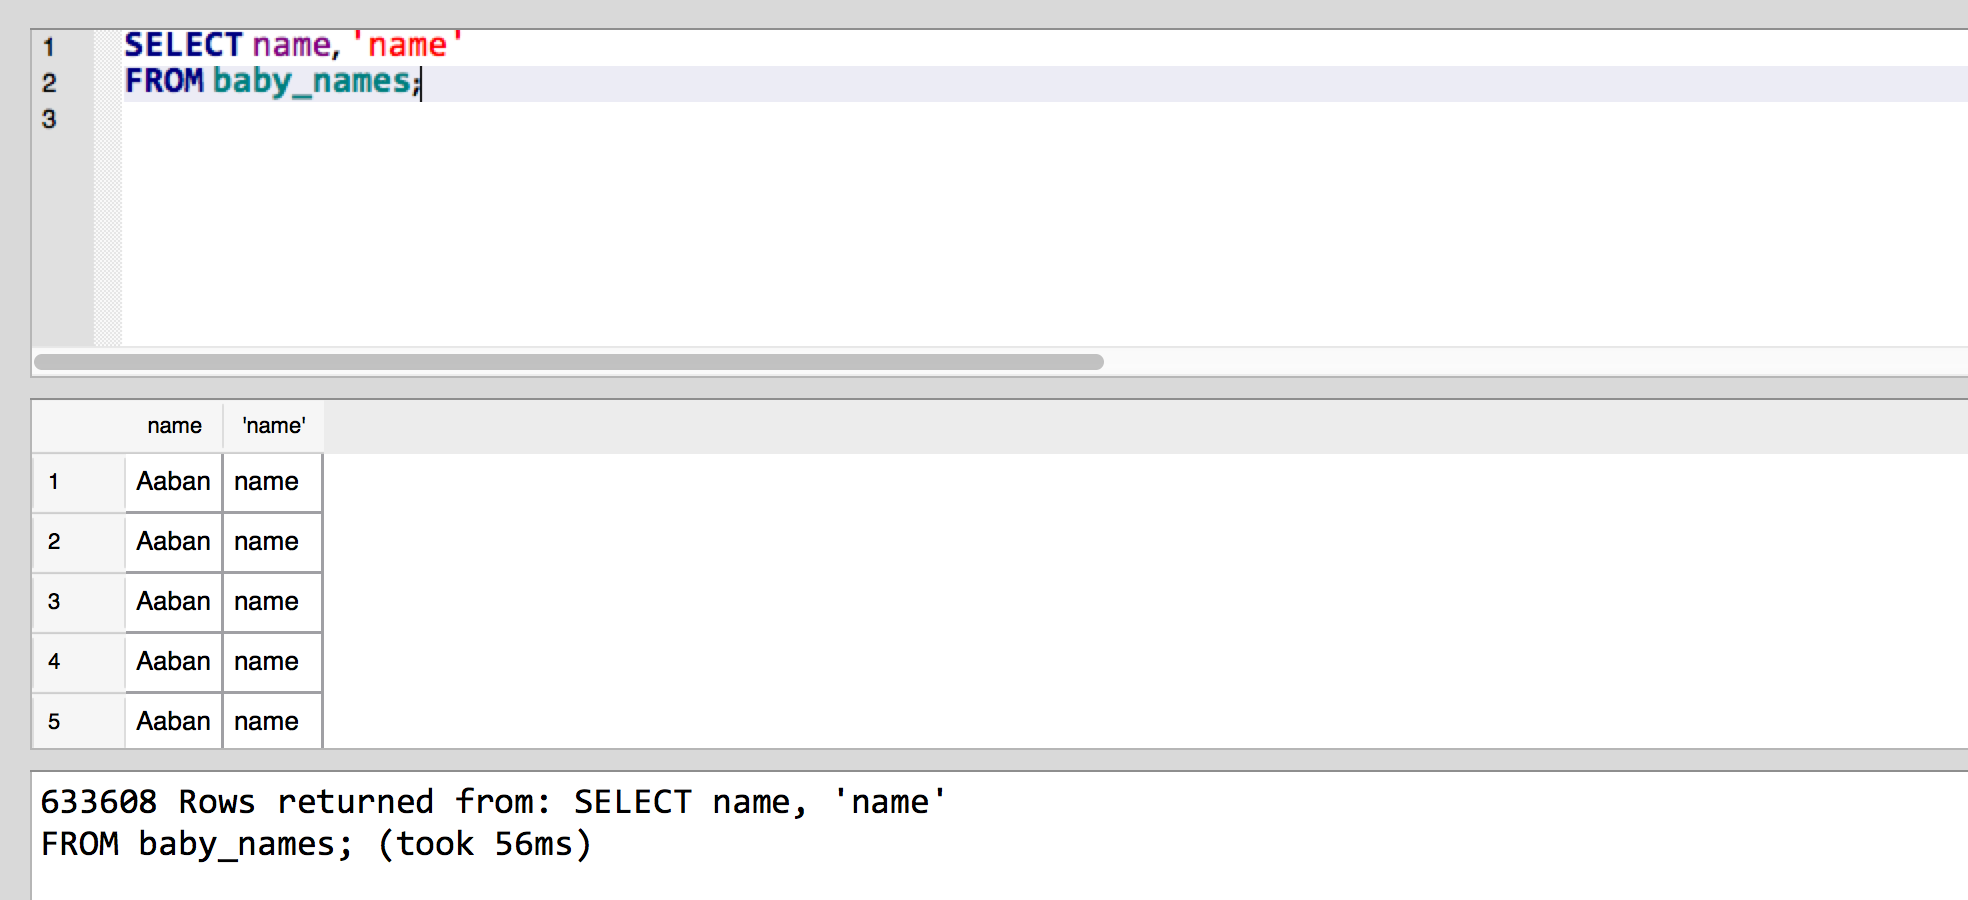 1 SELECT name, 'name'
2 FROM baby_names;
3
name 'name'
1 Aaban name
2 Aaban name
3 Aaban name
4 Aaban name
5 Aaban name
633608 Rows returned from: SELECT name, 'name'
FROM baby_names; (took 56ms)